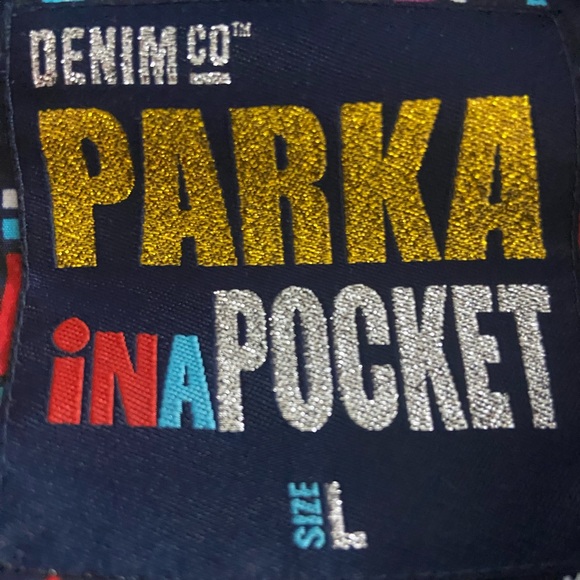 DENIM CO™
PARKA
iNAPOCKET
SIZE L